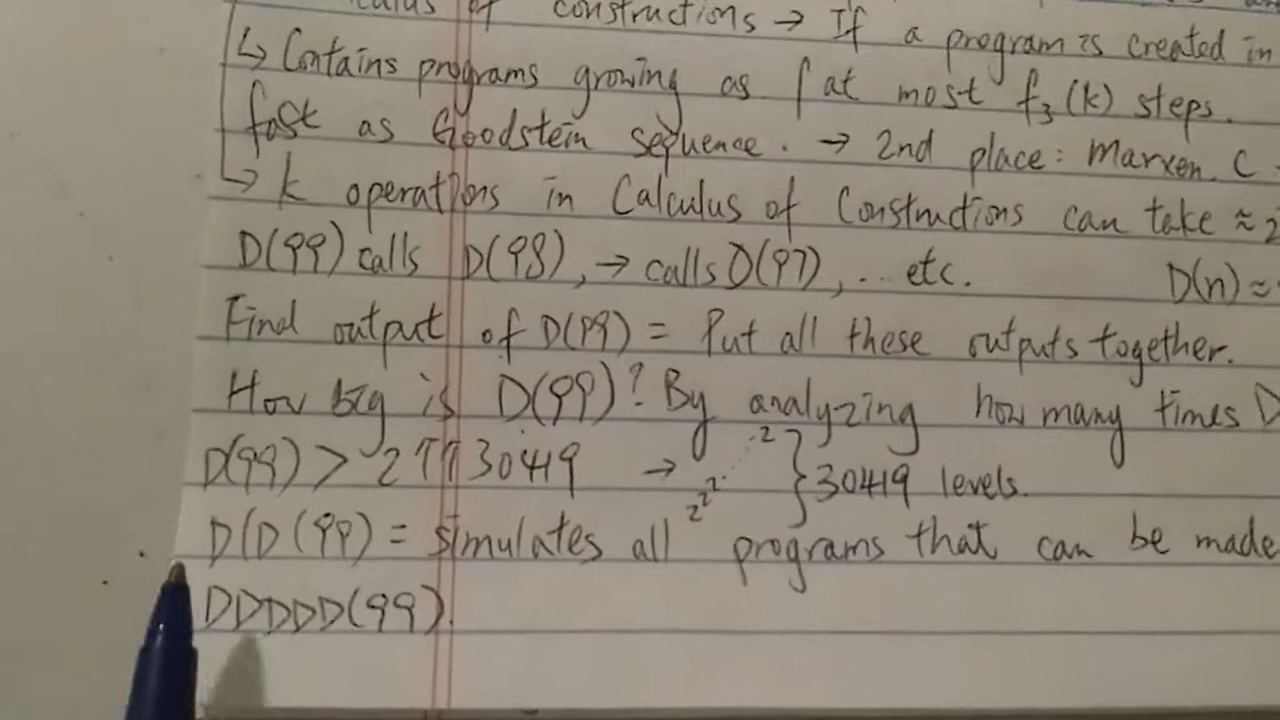 of constructions → If a program is created in
↳ Contains programs growing as at most f₃(k) steps.
fast as Goodstein sequence. → 2nd place: Marxen. C
↳ k operations in Calculus of Constructions can take ≈2
D(99) calls D(98), → calls D(97), ... etc. D(n) ≈
Find output of D(99) = Put all these outputs together.
How big is D(99)? By analyzing how many times D
D(99) > 2↑↑30419 → 2^2^2^...^2 } 30419 levels.
D(D(99) = simulates all programs that can be made
DDDDD(99).